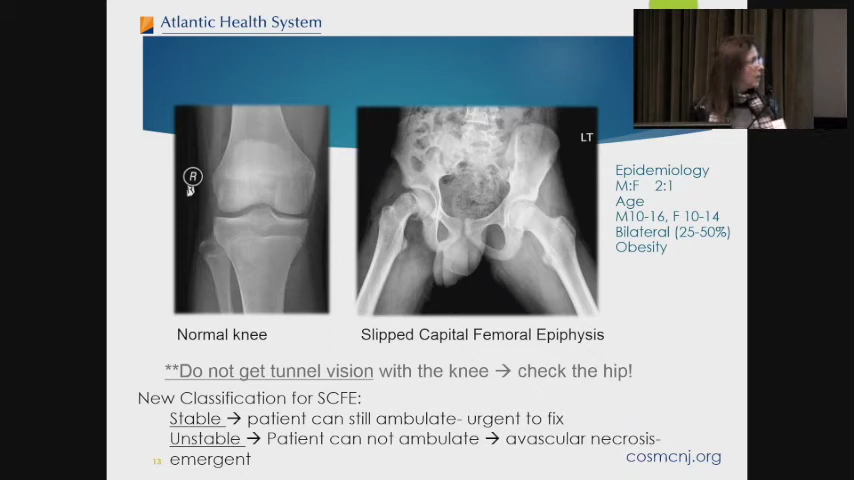 Atlantic Health System
R
LT
Epidemiology
M:F 2:1
Age
M10-16, F 10-14
Bilateral (25-50%)
Obesity
Normal knee
Slipped Capital Femoral Epiphysis
**Do not get tunnel vision with the knee → check the hip!
New Classification for SCFE:
Stable → patient can still ambulate- urgent to fix
Unstable → Patient can not ambulate → avascular necrosis-
emergent
13
cosmcnj.org